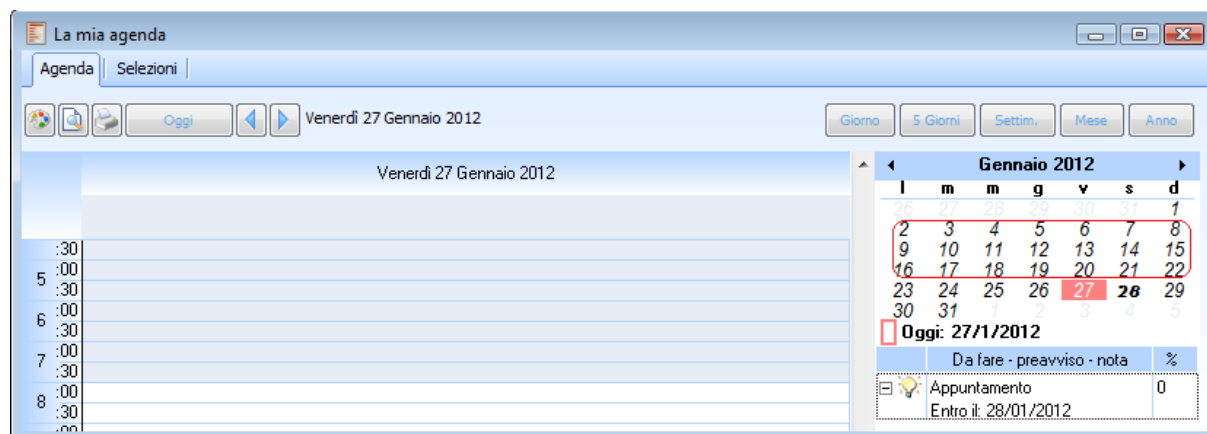 La mia agenda
Agenda Selezioni
Oggi Venerdì 27 Gennaio 2012 Giorno 5 Giorni Settim. Mese Anno
Venerdì 27 Gennaio 2012
Gennaio 2012
l m m g v s d
26 27 28 29 30 31 1
2 3 4 5 6 7 8
9 10 11 12 13 14 15
16 17 18 19 20 21 22
23 24 25 26 27 28 29
30 31 1 2 3 4 5
Oggi: 27/1/2012
Da fare - preavviso - nota %
Appuntamento 0
Entro il: 28/01/2012
:30
5 :00
:30
6 :00
:30
7 :00
:30
8 :00
:30
:00